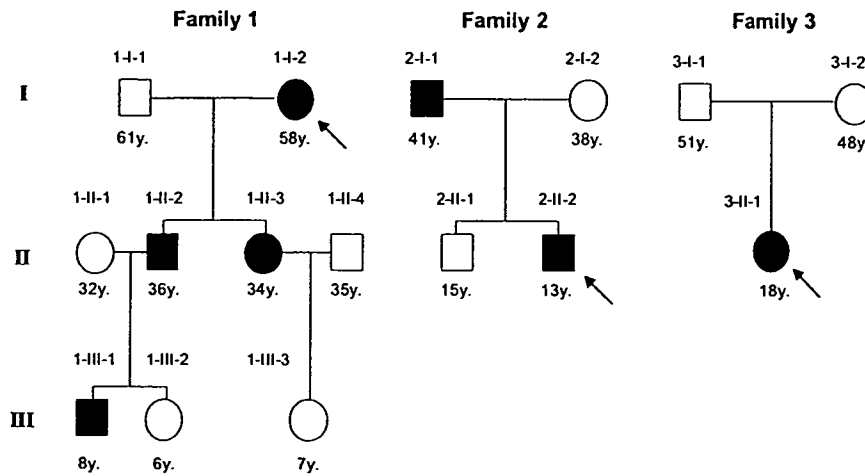 Family 1 Family 2 Family 3
1-I-1 1-I-2 2-I-1 2-I-2 3-I-1 3-I-2
I
61y. 58y. 41y. 38y. 51y. 48y
1-II-1 1-II-2 1-II-3 1-II-4 2-II-1 2-II-2 3-II-1
II
32y. 36y. 34y. 35y. 15y. 13y. 18y.
1-III-1 1-III-2 1-III-3
III
8y. 6y. 7y.